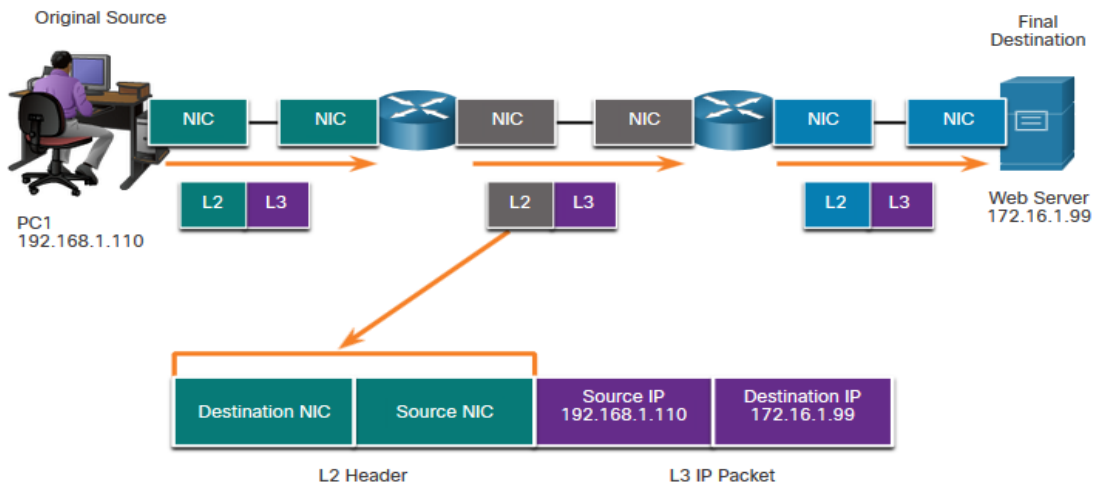 Original Source
Final
Destination
NIC
NIC
NIC
NIC
NIC
NIC
L2 L3
L2 L3
L2 L3
PC1
192.168.1.110
Web Server
172.16.1.99
Destination NIC
Source NIC
Source IP
192.168.1.110
Destination IP
172.16.1.99
L2 Header
L3 IP Packet